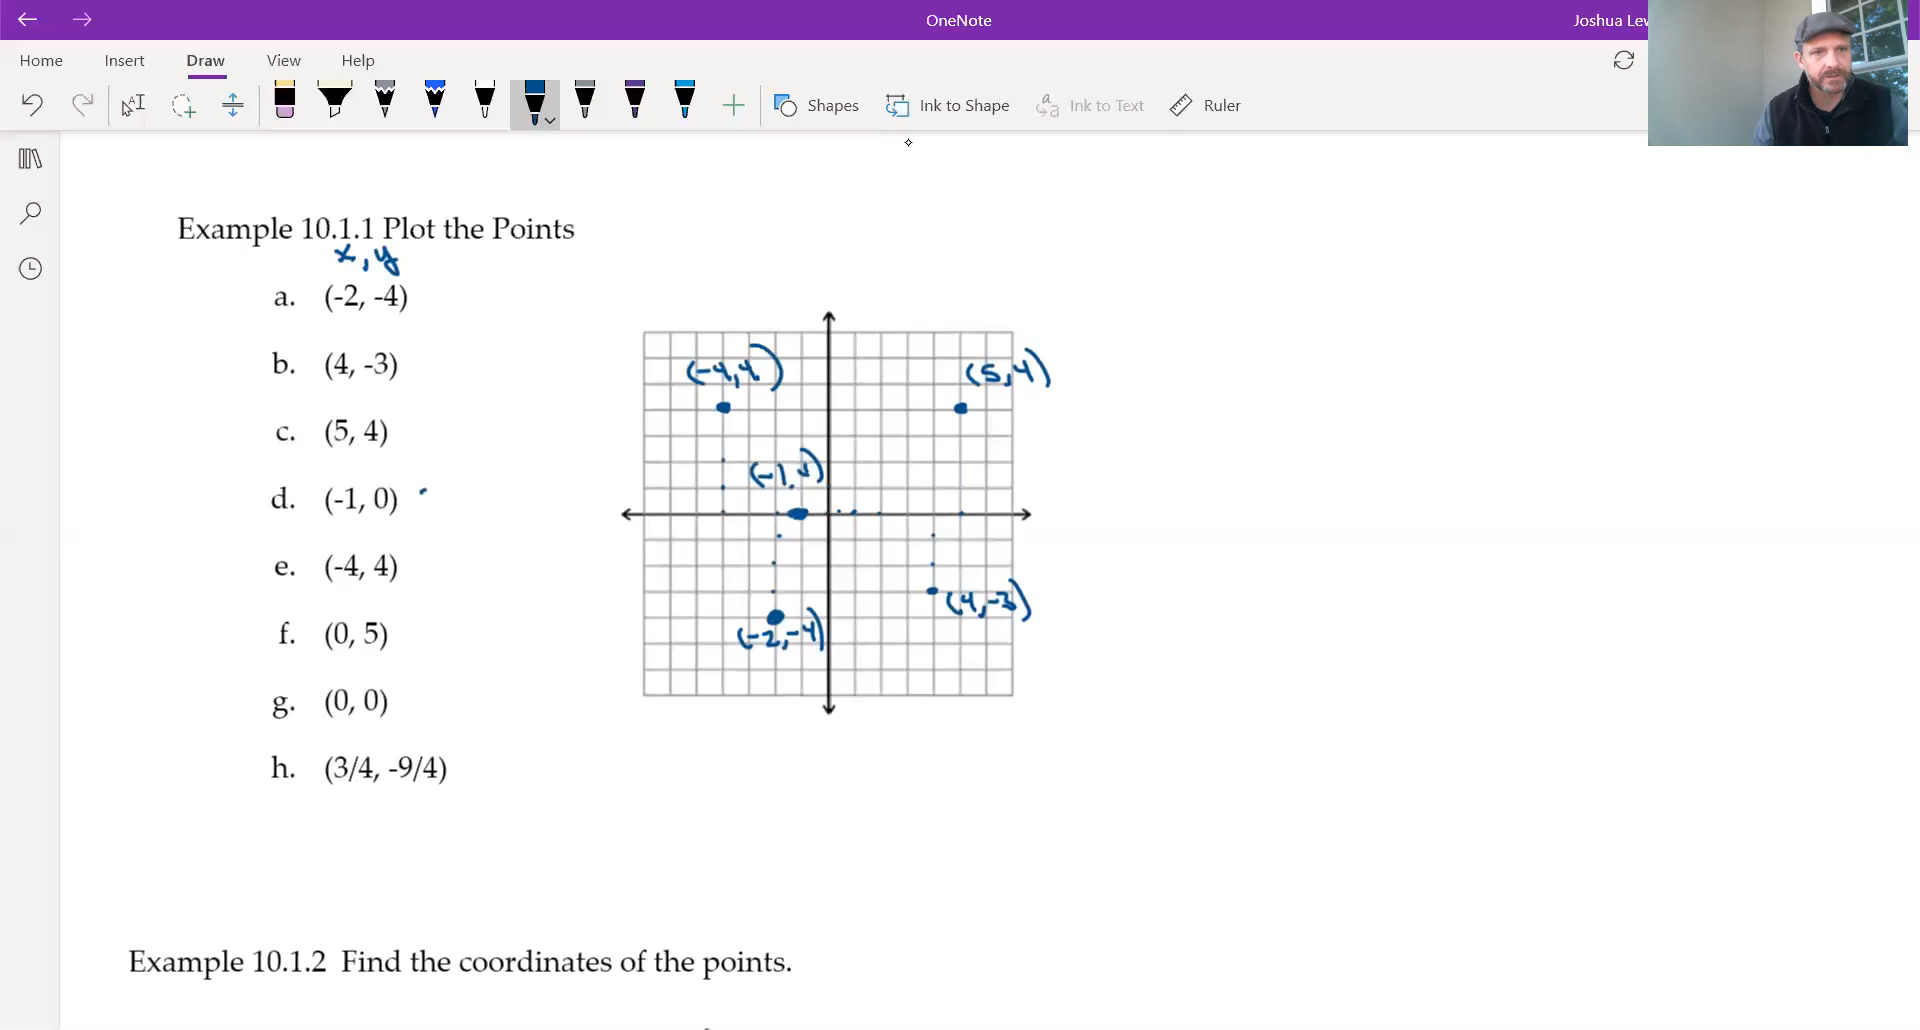 OneNote
Joshua Lew
Home Insert Draw View Help
Shapes Ink to Shape Ink to Text Ruler
Example 10.1.1 Plot the Points
x, y
a. (-2, -4)
b. (4, -3)
c. (5, 4)
d. (-1, 0)
e. (-4, 4)
f. (0, 5)
g. (0, 0)
h. (3/4, -9/4)
(-4,4)
(5,4)
(-2,-4)
(4,-3)
Example 10.1.2 Find the coordinates of the points.